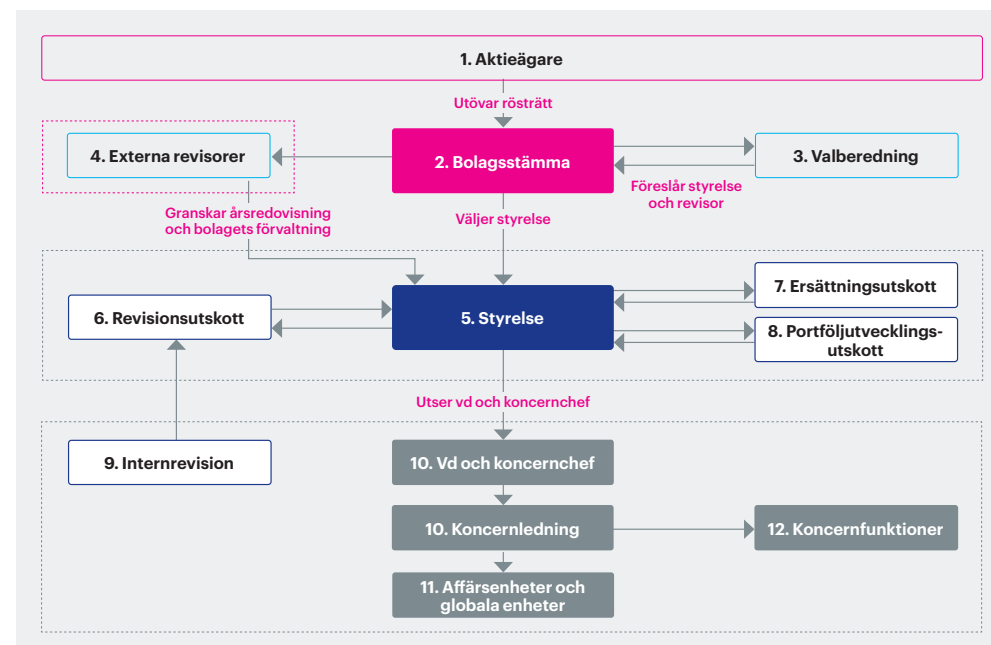 1. Aktieägare
Utövar rösträtt
4. Externa revisorer
2. Bolagsstämma
3. Valberedning
Föreslår styrelse
och revisor
Granskar årsredovisning
och bolagets förvaltning
Väljer styrelse
6. Revisionsutskott
5. Styrelse
7. Ersättningsutskott
8. Portföljutvecklings-
utskott
Utser vd och koncernchef
9. Internrevision
10. Vd och koncernchef
10. Koncernledning
12. Koncernfunktioner
11. Affärsenheter och
globala enheter